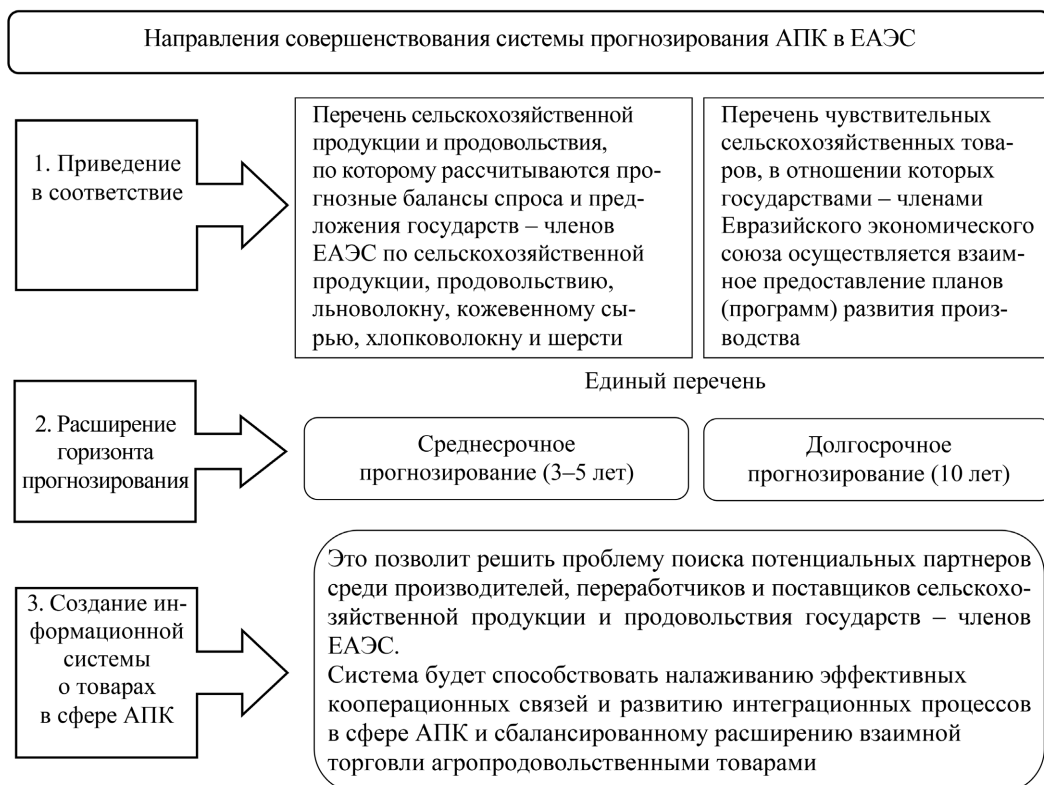 Направления совершенствования системы прогнозирования АПК в ЕАЭС
1. Приведение
в соответствие
Перечень сельскохозяйственной
продукции и продовольствия,
по которому рассчитываются про-
гнозные балансы спроса и пред-
ложения государств – членов
ЕАЭС по сельскохозяйственной
продукции, продовольствию,
льноволокну, кожевенному сы-
рью, хлопковолокну и шерсти
Перечень чувствительных
сельскохозяйственных това-
ров, в отношении которых
государствами – членами
Евразийского экономического
союза осуществляется взаим-
ное предоставление планов
(программ) развития произ-
водства
Единый перечень
2. Расширение
горизонта
прогнозирования
Среднесрочное
прогнозирование (3–5 лет)
Долгосрочное
прогнозирование (10 лет)
3. Создание ин-
формационной
системы
о товарах
в сфере АПК
Это позволит решить проблему поиска потенциальных партнеров
среди производителей, переработчиков и поставщиков сельскохо-
зяйственной продукции и продовольствия государств – членов
ЕАЭС.
Система будет способствовать налаживанию эффективных
кооперационных связей и развитию интеграционных процессов
в сфере АПК и сбалансированному расширению взаимной
торговли агропродовольственными товарами